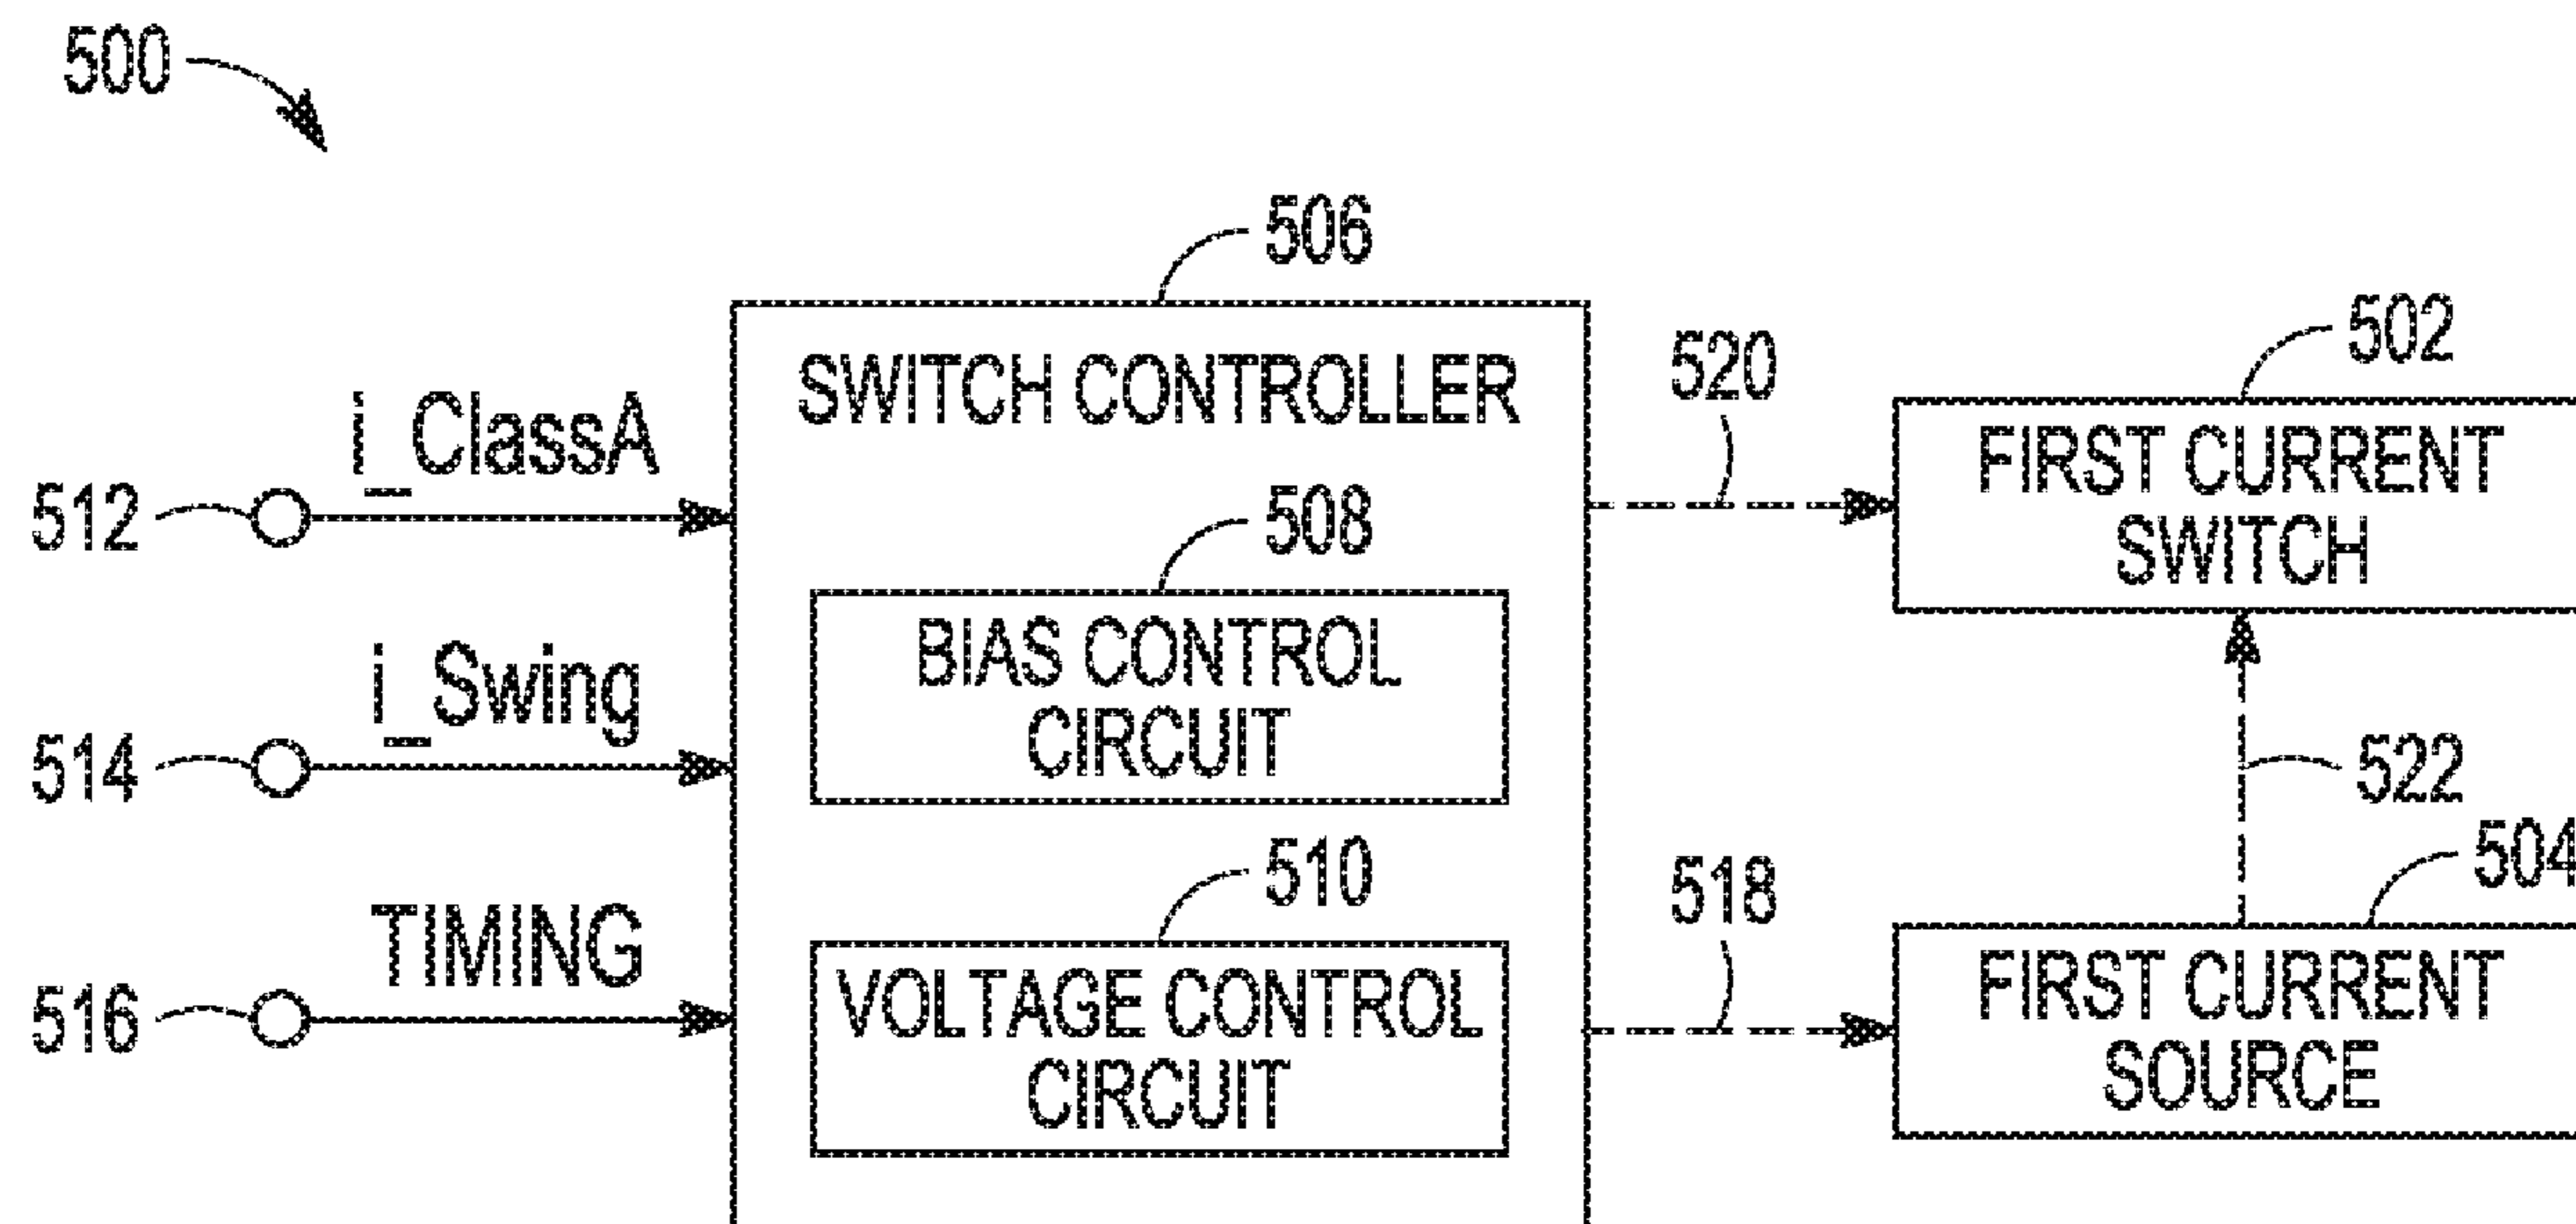 500
506
SWITCH CONTROLLER
520
502
FIRST CURRENT
SWITCH
i_ClassA
512
508
BIAS CONTROL
CIRCUIT
i_Swing
514
522
510
518
504
TIMING
516
VOLTAGE CONTROL
CIRCUIT
FIRST CURRENT
SOURCE